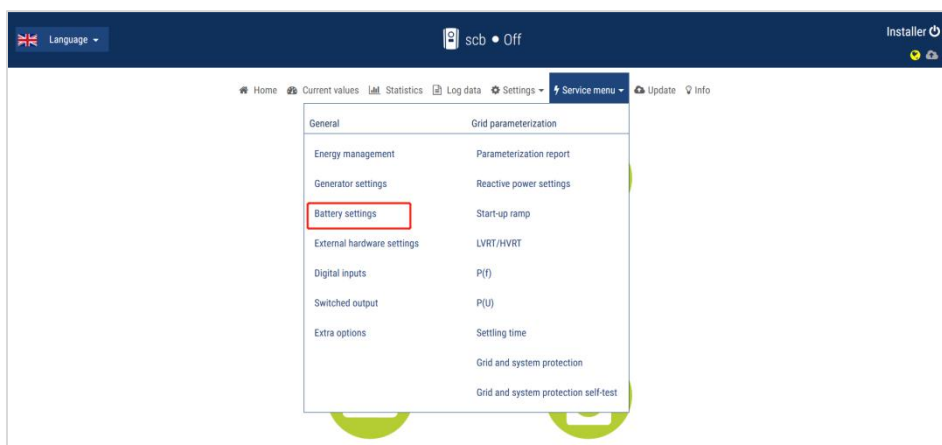 Language
scb • Off
Installer
Home Current values Statistics Log data Settings Service menu Update Info
General
Grid parameterization
Energy management
Parameterization report
Generator settings
Reactive power settings
Battery settings
Start-up ramp
External hardware settings
LVRT/HVRT
Digital inputs
P(f)
Switched output
P(U)
Extra options
Settling time
Grid and system protection
Grid and system protection self-test